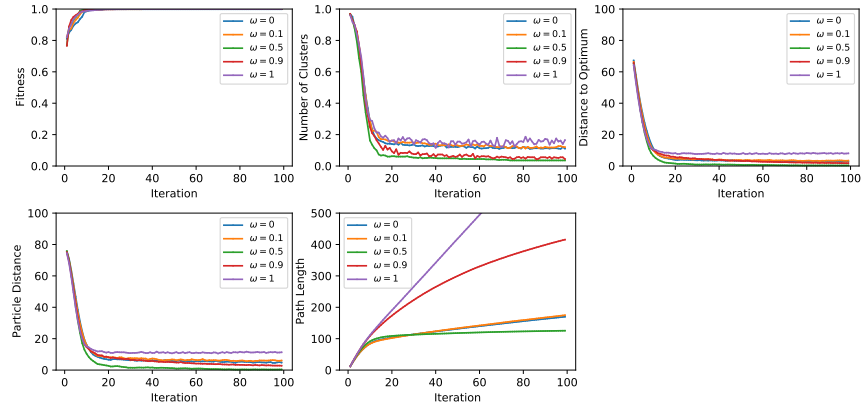 1.0
0.8
0.6
0.4
0.2
0.0
0 20 40 60 80 100
Iteration
Fitness
ω = 0
ω = 0.1
ω = 0.5
ω = 0.9
ω = 1
1.0
0.8
0.6
0.4
0.2
0.0
0 20 40 60 80 100
Iteration
Number of Clusters
ω = 0
ω = 0.1
ω = 0.5
ω = 0.9
ω = 1
100
80
60
40
20
0
0 20 40 60 80 100
Iteration
Distance to Optimum
ω = 0
ω = 0.1
ω = 0.5
ω = 0.9
ω = 1
100
80
60
40
20
0
0 20 40 60 80 100
Iteration
Particle Distance
ω = 0
ω = 0.1
ω = 0.5
ω = 0.9
ω = 1
500
400
300
200
100
0
0 20 40 60 80 100
Iteration
Path Length
ω = 0
ω = 0.1
ω = 0.5
ω = 0.9
ω = 1